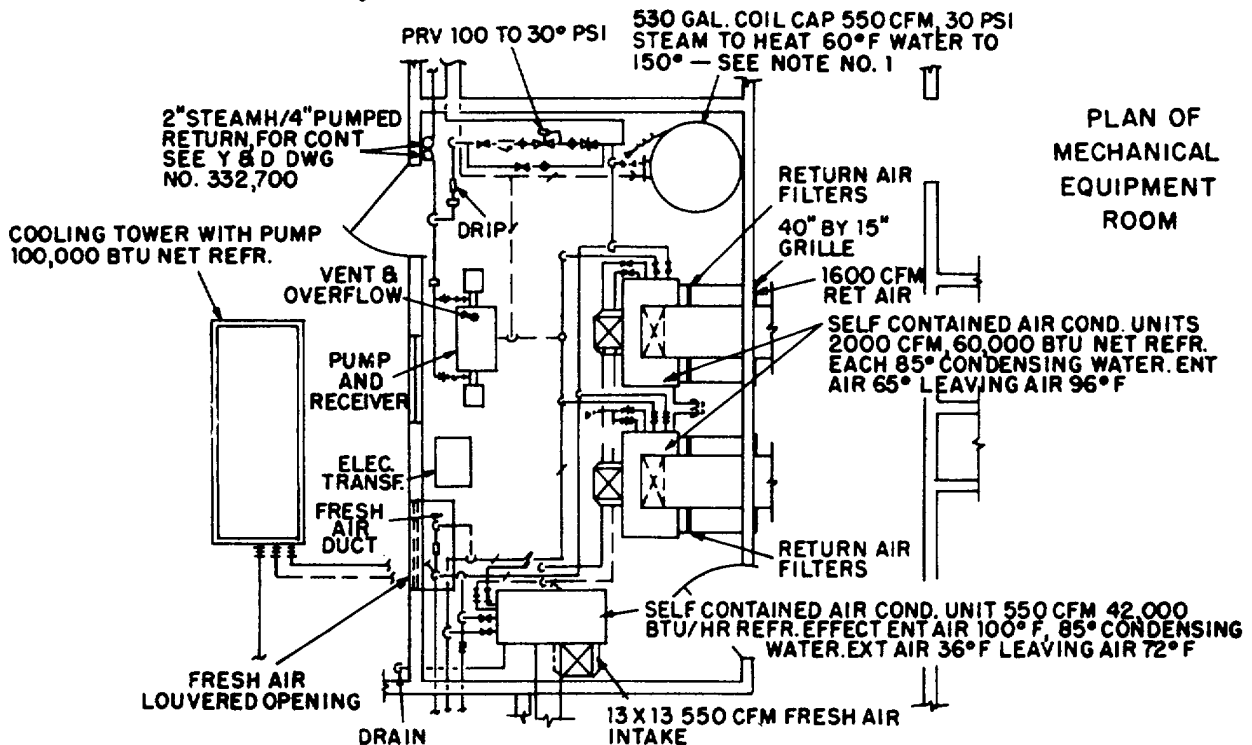 PRV 100 TO 30° PSI
530 GAL. COIL CAP 550 CFM, 30 PSI
STEAM TO HEAT 60°F WATER TO
150° — SEE NOTE NO. 1
2" STEAMH/4" PUMPED
RETURN, FOR CONT
SEE Y & D DWG
NO. 332,700
PLAN OF
MECHANICAL
EQUIPMENT
ROOM
RETURN AIR
FILTERS
40" BY 15"
GRILLE
DRIP
COOLING TOWER WITH PUMP
100,000 BTU NET REFR.
VENT &
OVERFLOW
1600 CFM
RET AIR
SELF CONTAINED AIR COND. UNITS
2000 CFM, 60,000 BTU NET REFR.
EACH 85° CONDENSING WATER. ENT
AIR 65° LEAVING AIR 96°F
PUMP
AND
RECEIVER
ELEC.
TRANSF.
FRESH
AIR
DUCT
RETURN AIR
FILTERS
SELF CONTAINED AIR COND. UNIT 550 CFM 42,000
BTU/HR REFR. EFFECT ENT AIR 100°F, 85° CONDENSING
WATER. EXT AIR 36°F LEAVING AIR 72°F
FRESH AIR
LOUVERED OPENING
13 X 13 550 CFM FRESH AIR
INTAKE
DRAIN